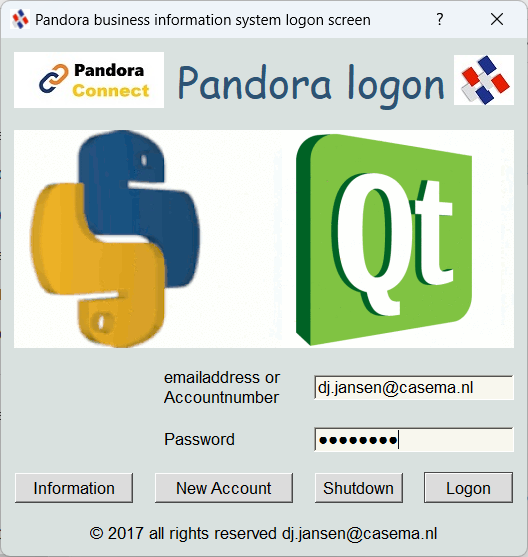 Pandora business information system logon screen
?
Pandora
Connect
Pandora logon
Qt
emailaddress or
Accountnumber
dj.jansen@casema.nl
Password
●●●●●●●●
Information
New Account
Shutdown
Logon
© 2017 all rights reserved dj.jansen@casema.nl